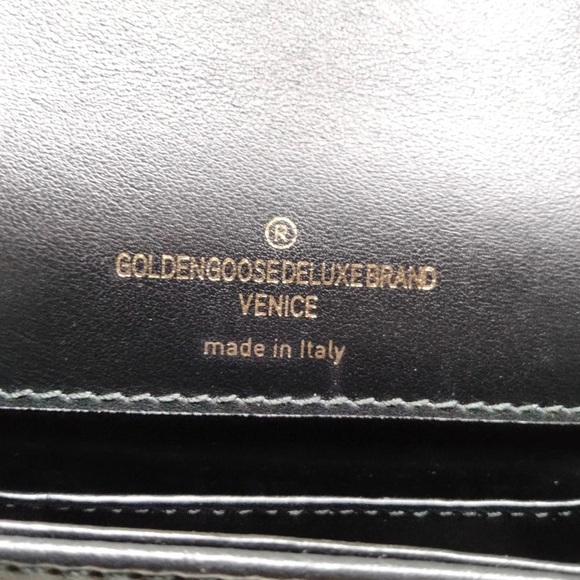 ®
GOLDENGOOSEDELUXEBRAND
VENICE
made in Italy